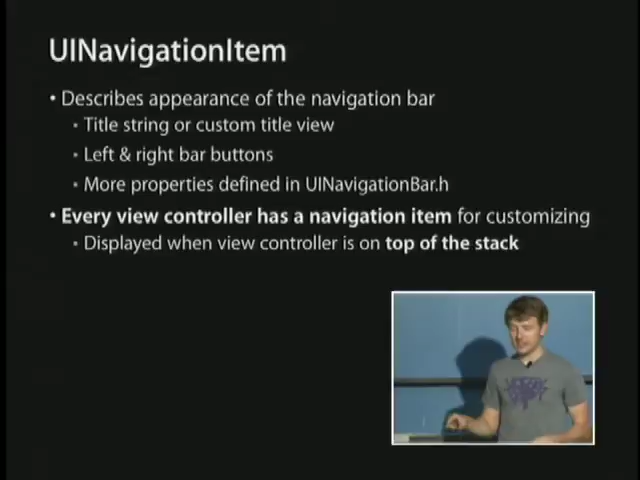 UINavigationItem
• Describes appearance of the navigation bar
▪ Title string or custom title view
▪ Left & right bar buttons
▪ More properties defined in UINavigationBar.h
• Every view controller has a navigation item for customizing
▪ Displayed when view controller is on top of the stack